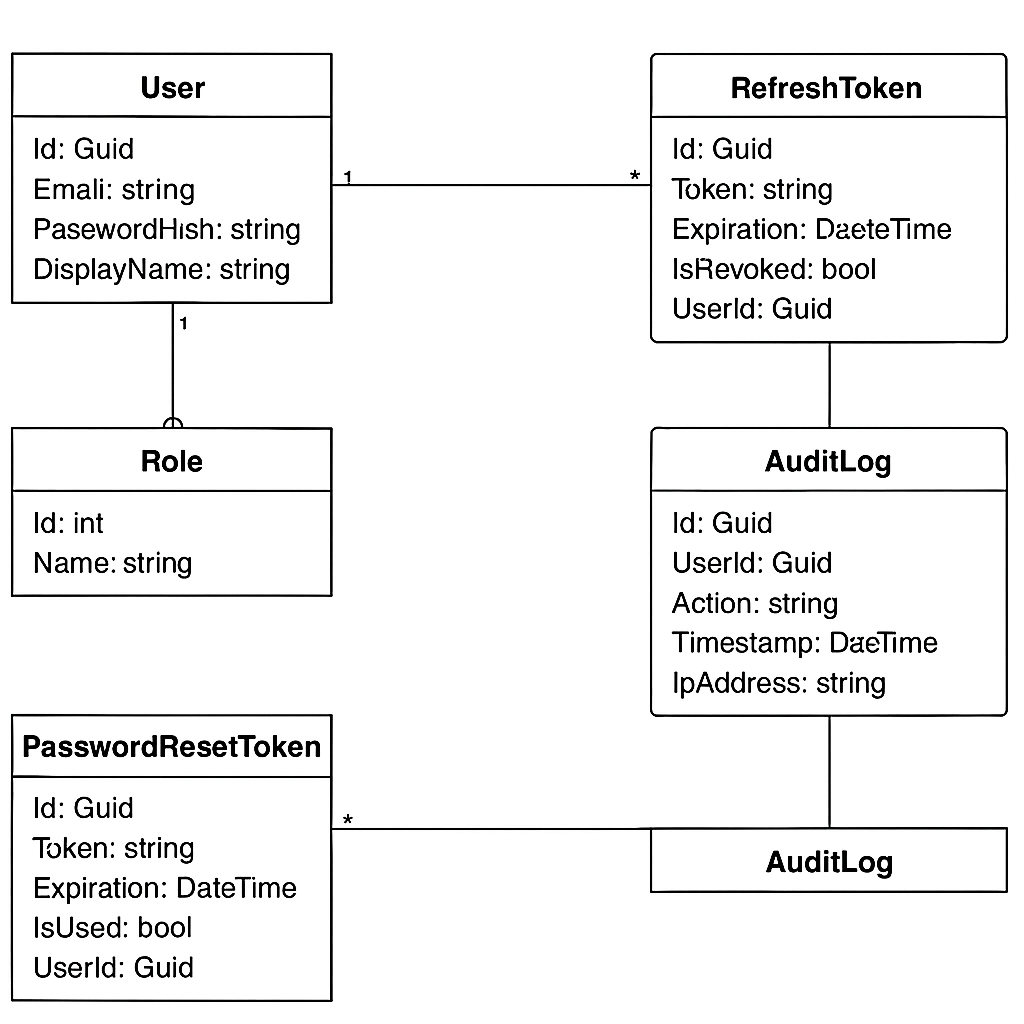 User
Id: Guid
Emali: string
PasewordHısh: string
DisplayName: string
1
*
RefreshToken
Id: Guid
Token: string
Expiration: DaeteTime
IsRevoked: bool
UserId: Guid
1
Role
Id: int
Name: string
AuditLog
Id: Guid
UserId: Guid
Action: string
Timestamp: DaeTime
IpAddress: string
PasswordResetToken
Id: Guid
Token: string
Expiration: DateTime
IsUsed: bool
UserId: Guid
*
AuditLog